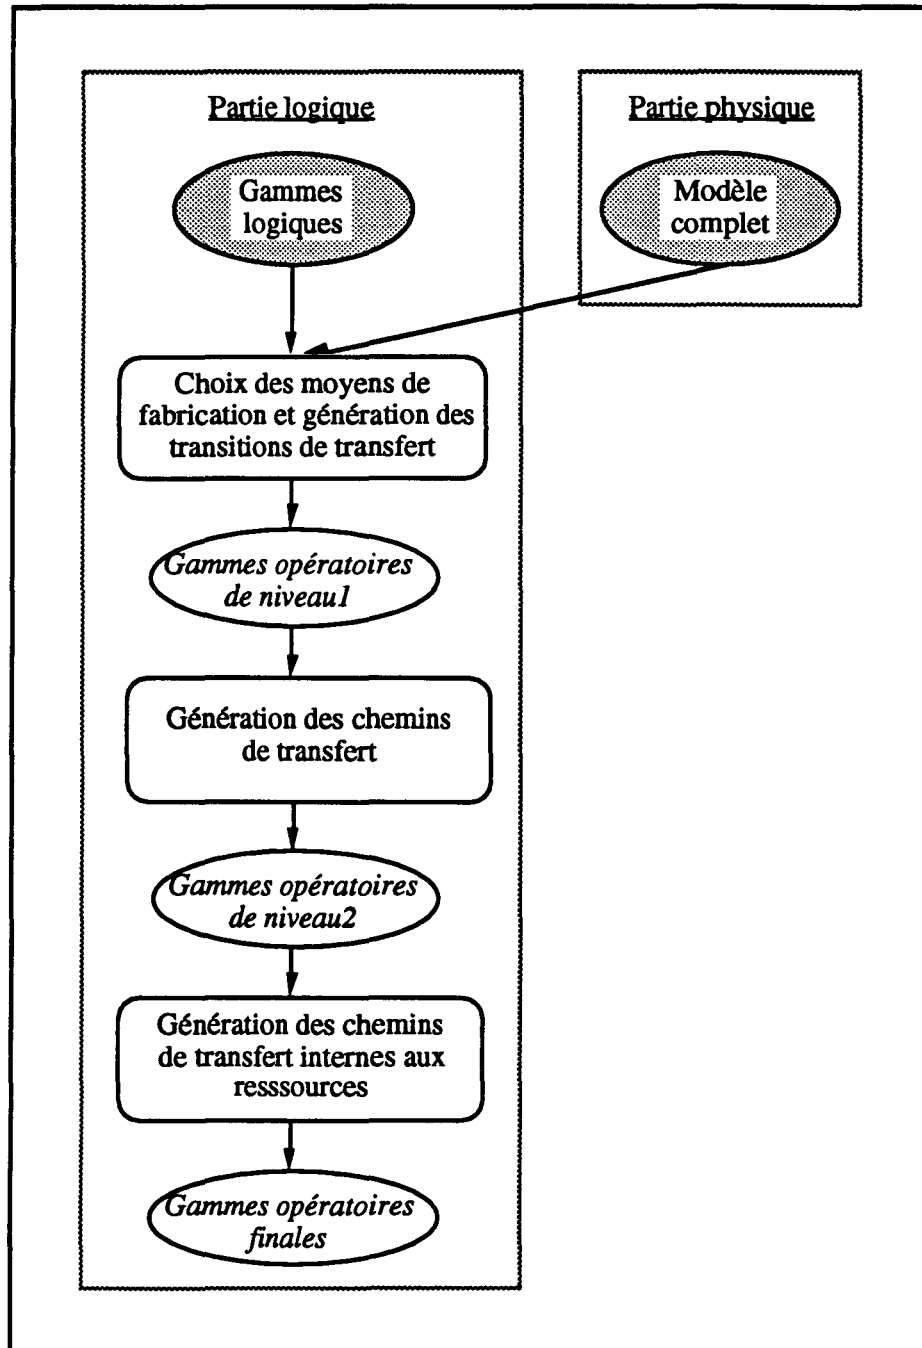 Partie logique
Partie physique
Gammes
logiques
Modèle
complet
Choix des moyens de
fabrication et génération des
transitions de transfert
Gammes opératoires
de niveau1
Génération des chemins
de transfert
Gammes opératoires
de niveau2
Génération des chemins
de transfert internes aux
resssources
Gammes opératoires
finales